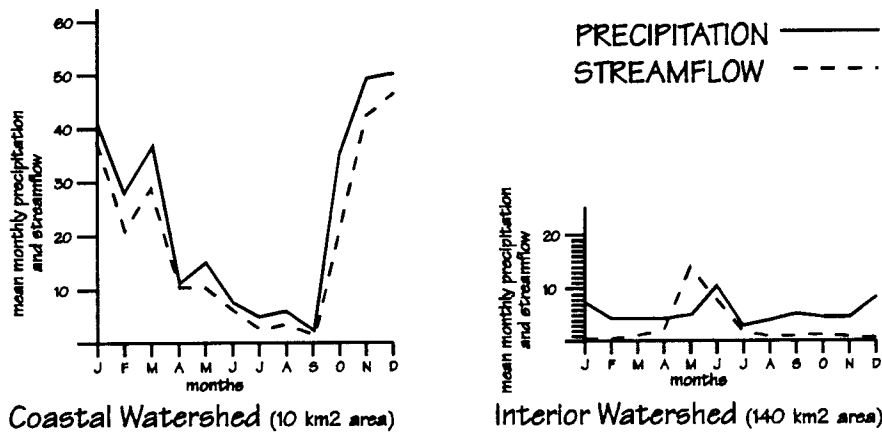 PRECIPITATION
STREAMFLOW
60
50
40
30
20
10
mean monthly precipitation
and streamflow
J F M A M J J A S O N D
months
Coastal Watershed (10 km2 area)
20
10
mean monthly precipitation
and streamflow
J F M A M J J A S O N D
months
Interior Watershed (140 km2 area)